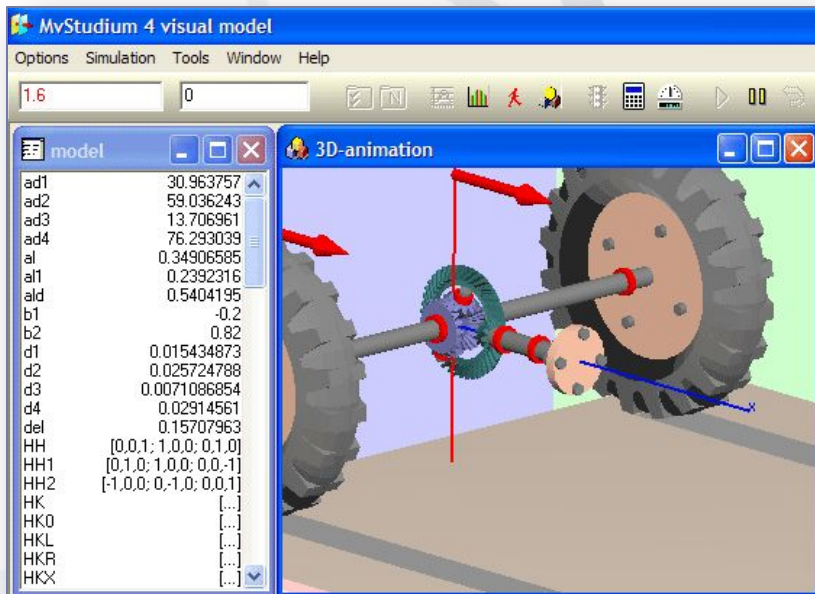 MvStudium 4 visual model
Options Simulation Tools Window Help
1.6 0
model
ad1 30.963757
ad2 59.036243
ad3 13.706961
ad4 76.293039
al 0.34906585
al1 0.2392316
ald 0.5404195
b1 -0.2
b2 0.82
d1 0.015434873
d2 0.025724788
d3 0.0071086854
d4 0.02914561
del 0.15707963
HH [0,0,1; 1,0,0; 0,1,0]
HH1 [0,1,0; 1,0,0; 0,0,-1]
HH2 [-1,0,0; 0,-1,0; 0,0,1]
HK [...]
HK0 [...]
HKL [...]
HKR [...]
HKX [...]
3D-animation
x